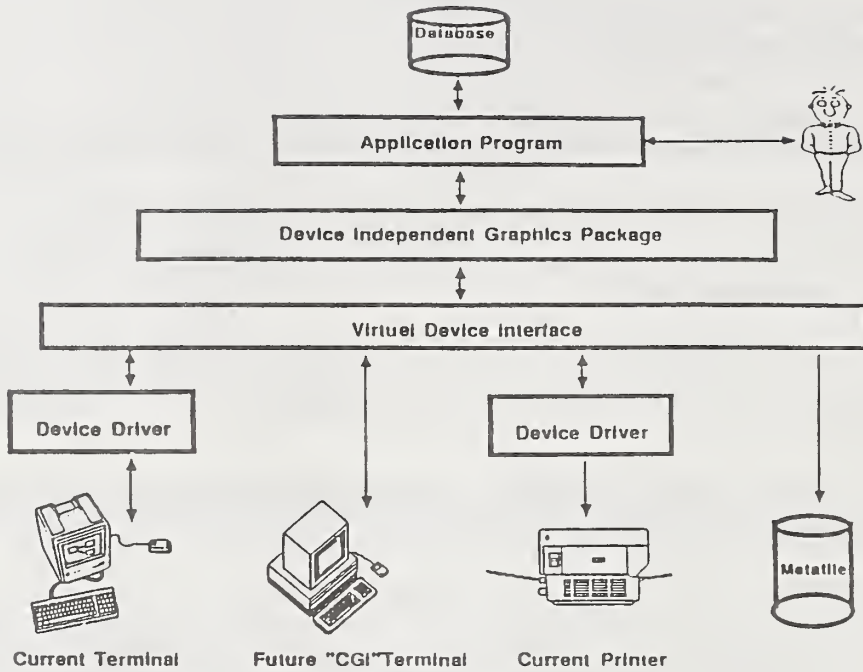 Database
Application Program
Device Independent Graphics Package
Virtuel Device Interface
Device Driver
Device Driver
Metafile
Current Terminal
Future "CGI"Terminal
Current Printer